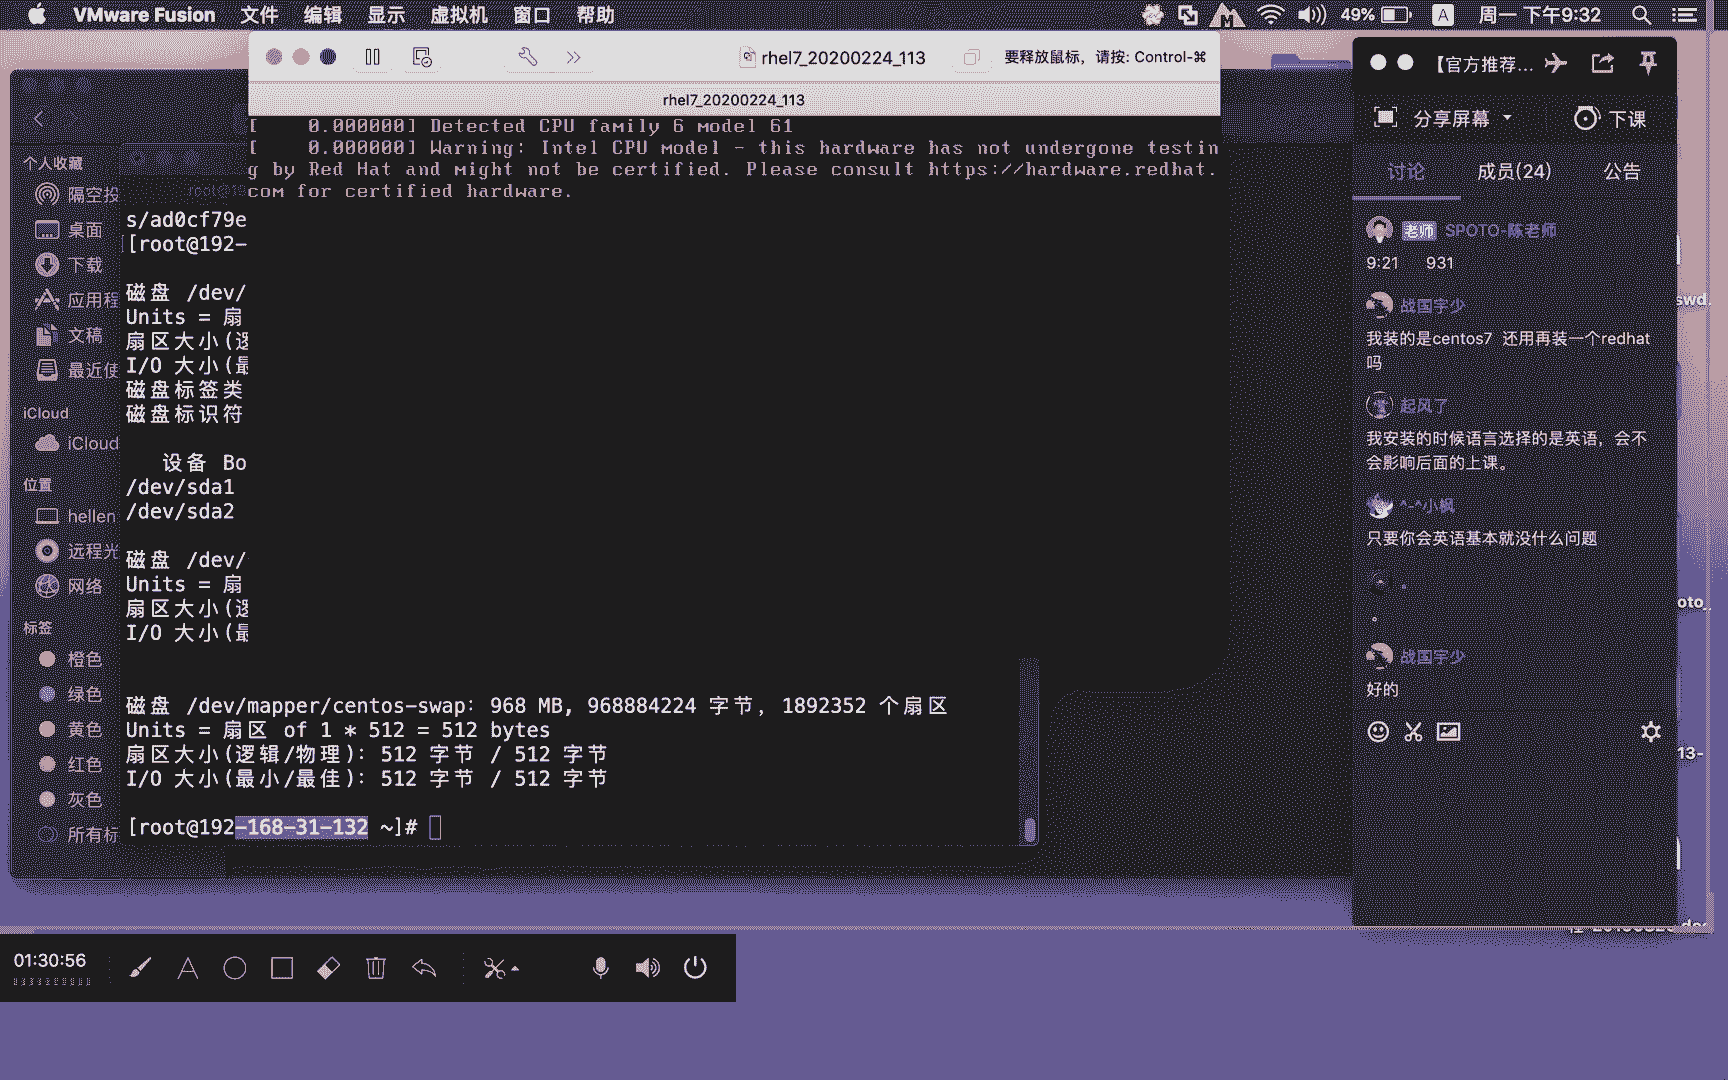 VMware Fusion 文件 编辑 显示 虚拟机 窗口 帮助 49% A 周一 下午9:32
rhel7_20200224_113 要释放鼠标，请按: Control-⌘
rhel7_20200224_113
[    0.000000] Detected CPU family 6 model 61
[    0.000000] Warning: Intel CPU model - this hardware has not undergone testin
g by Red Hat and might not be certified. Please consult https://hardware.redhat.
com for certified hardware.
个人收藏
隔空投
桌面
下载
应用程
文稿
最近使
iCloud
iCloud
位置
hellen
远程光
网络
标签
橙色
绿色
黄色
红色
灰色
所有标
s/ad0cf79e
[root@192-
磁盘 /dev/
Units = 扇
扇区大小(逻
I/O 大小(最
磁盘标签类
磁盘标识符
设备 Bo
/dev/sda1
/dev/sda2
磁盘 /dev/
Units = 扇
扇区大小(逻
I/O 大小(最
磁盘 /dev/mapper/centos-swap：968 MB, 968884224 字节，1892352 个扇区
Units = 扇区 of 1 * 512 = 512 bytes
扇区大小(逻辑/物理)：512 字节 / 512 字节
I/O 大小(最小/最佳)：512 字节 / 512 字节
[root@192-168-31-132 ~]#
【官方推荐...
分享屏幕 下课
讨论 成员(24) 公告
老师 SPOTO-陈老师
9:21 931
战国字少
我装的是centos7 还用再装一个redhat
吗
起风了
我安装的时候语言选择的是英语，会不
会影响后面的上课。
^-^小枫
只要你会英语基本就没什么问题
。
。
战国字少
好的
swd.
oto_
13-
01:30:56